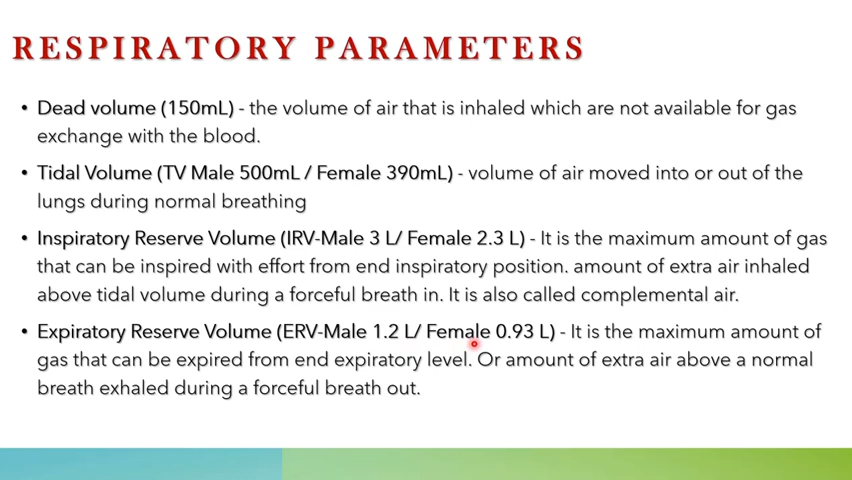 RESPIRATORY PARAMETERS
• Dead volume (150mL) - the volume of air that is inhaled which are not available for gas
exchange with the blood.
• Tidal Volume (TV Male 500mL / Female 390mL) - volume of air moved into or out of the
lungs during normal breathing
• Inspiratory Reserve Volume (IRV-Male 3 L/ Female 2.3 L) - It is the maximum amount of gas
that can be inspired with effort from end inspiratory position. amount of extra air inhaled
above tidal volume during a forceful breath in. It is also called complemental air.
• Expiratory Reserve Volume (ERV-Male 1.2 L/ Female 0.93 L) - It is the maximum amount of
gas that can be expired from end expiratory level. Or amount of extra air above a normal
breath exhaled during a forceful breath out.